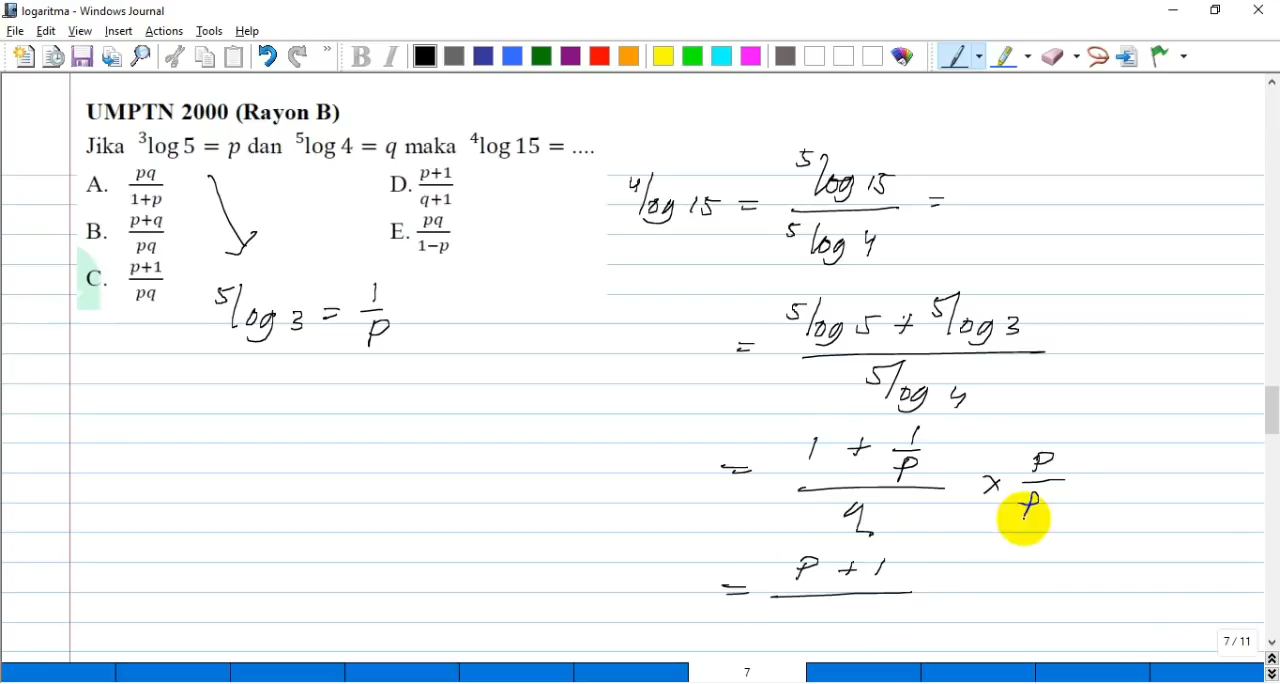 logaritma - Windows Journal
File Edit View Insert Actions Tools Help
UMPTN 2000 (Rayon B)
Jika ³log 5 = p dan ⁵log 4 = q maka ⁴log 15 = ....
A. pq/(1+p)
B. (p+q)/pq
C. (p+1)/pq
D. (p+1)/(q+1)
E. pq/(1−p)
⁵log 3 = 1/p
⁴log 15 = ⁵log 15 / ⁵log 4 =
= (⁵log 5 + ⁵log 3) / ⁵log 4
= (1 + 1/p) / q × p/p
= p + 1
7 / 11
7